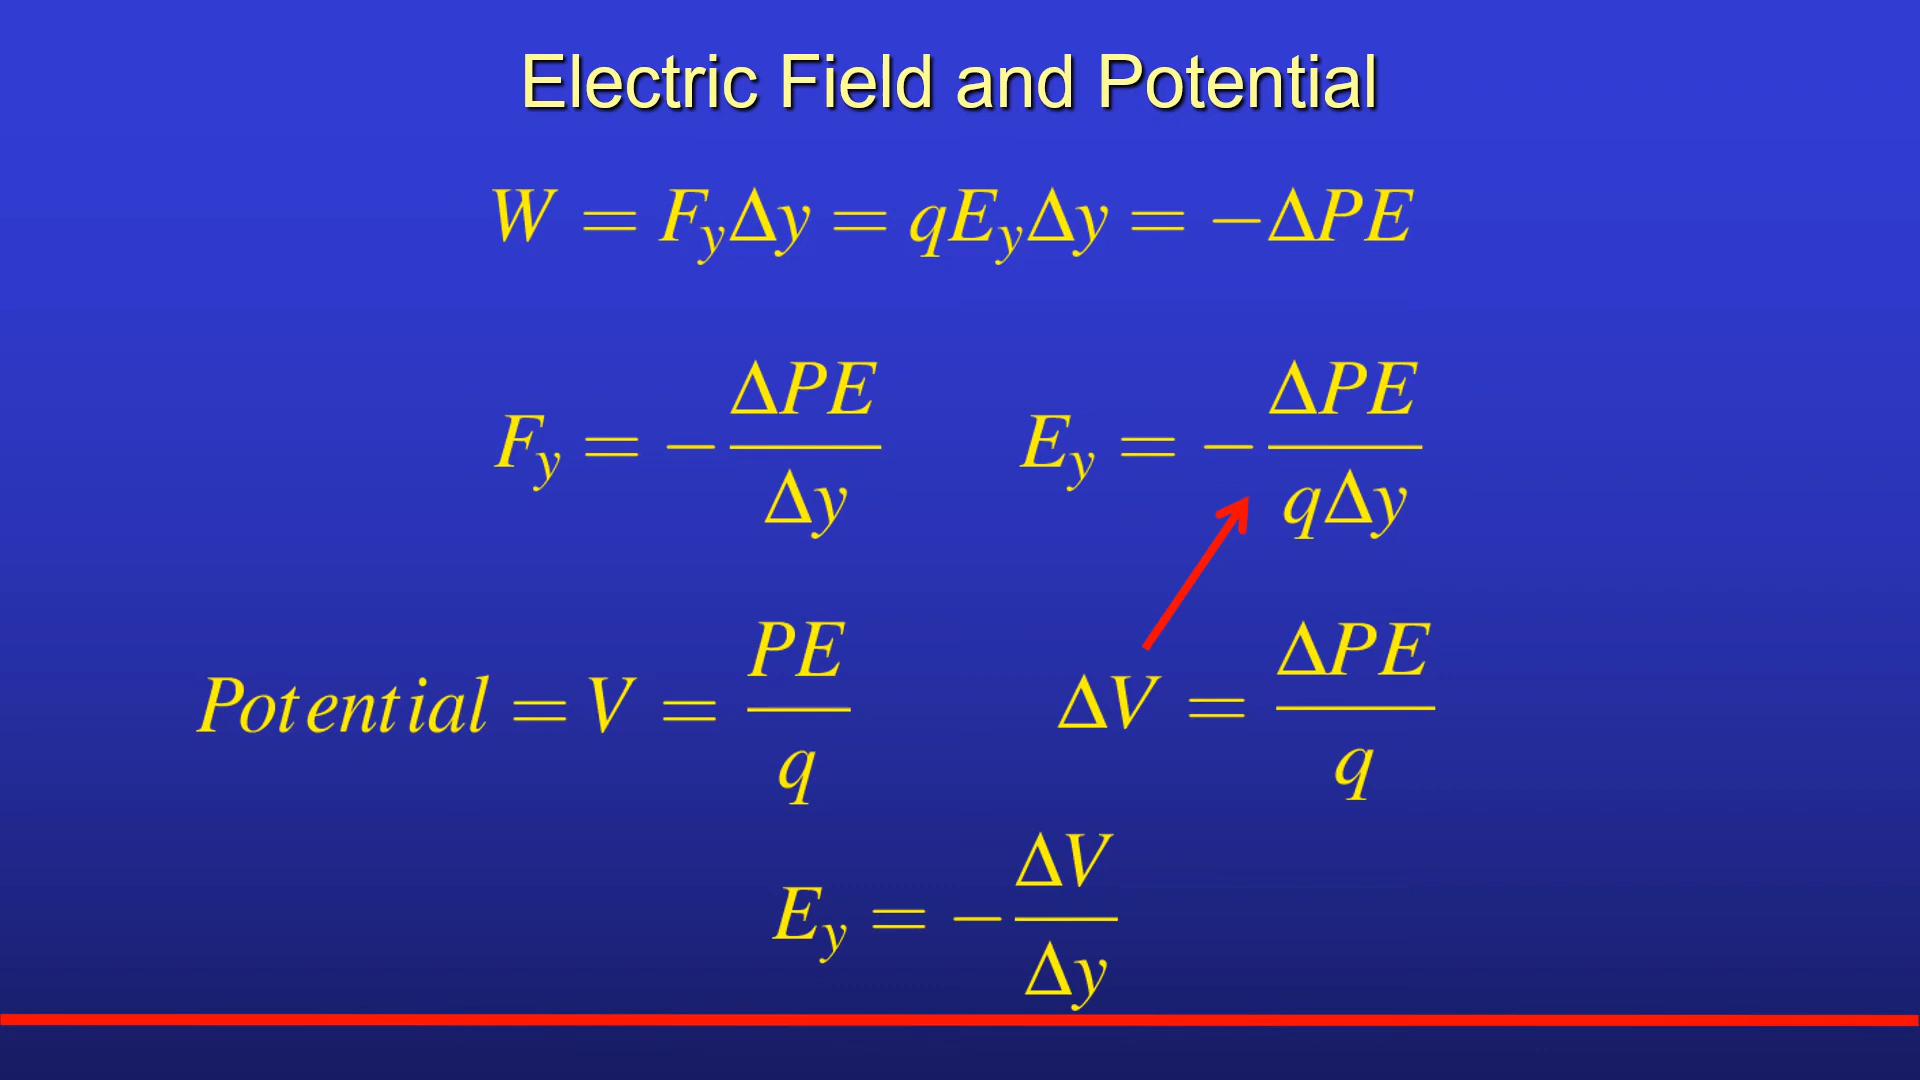 Electric Field and Potential
W = F_yΔy = qE_yΔy = −ΔPE
F_y = −ΔPE/Δy    E_y = −ΔPE/qΔy
Potential = V = PE/q    ΔV = ΔPE/q
E_y = −ΔV/Δy